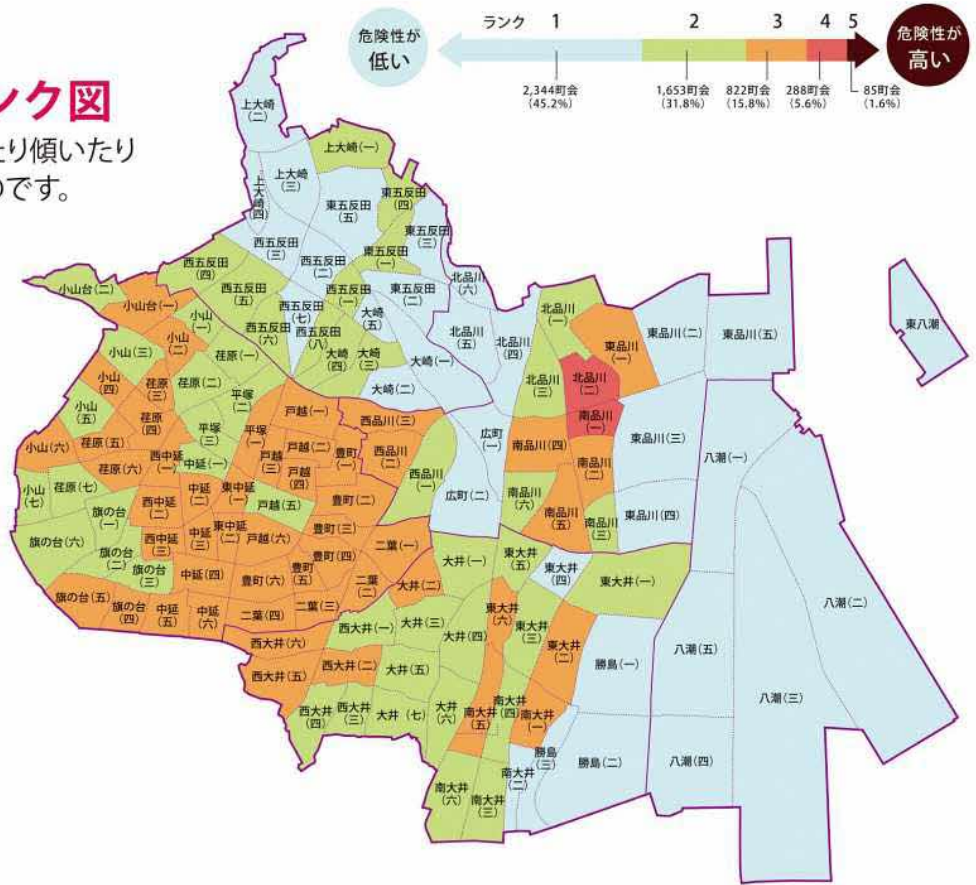 ランク 1 2 3 4 5
危険性が
低い
危険性が
高い
2,344町会
(45.2%)
1,653町会
(31.8%)
822町会
(15.8%)
288町会
(5.6%)
85町会
(1.6%)
ンク図
たり傾いたり
のです。
上大崎
(二)
上大崎(一)
上大崎
(三)
上大崎(四)
東五反田
(五)
東五反田
(四)
東五反田
(三)
東五反田
(一)
東五反田
(二)
西五反田
(三)
西五反田
(二)
西五反田
(四)
西五反田
(五)
西五反田
(一)
西五反田
(七)
西五反田
(六)
西五反田
(八)
大崎
(五)
大崎
(四)
大崎
(三)
大崎(一)
大崎(二)
北品川
(六)
北品川
(五)
北品川
(四)
北品川
(一)
北品川
(三)
北品川
(二)
東品川
(一)
東品川(二)
東品川(五)
東八潮
南品川
(一)
南品川(四)
南品川
(二)
南品川
(六)
南品川
(五)
南品川
(三)
東品川(三)
東品川(四)
広町
(一)
広町(二)
西品川(三)
西品川
(二)
西品川
(一)
小山台(二)
小山台(一)
小山
(一)
小山
(二)
小山(三)
小山
(四)
小山
(五)
小山(六)
小山
(七)
荏原(一)
荏原(二)
荏原
(三)
荏原
(四)
荏原(五)
荏原(六)
荏原(七)
平塚
(二)
平塚
(三)
平塚
(一)
戸越(一)
戸越(二)
戸越
(三)
戸越
(四)
戸越(五)
戸越(六)
西中延
(一)
西中延
(二)
西中延
(三)
中延(一)
中延
(二)
中延
(三)
中延(四)
中延
(五)
中延
(六)
東中延
(一)
東中延
(二)
旗の台
(一)
旗の台
(二)
旗の台
(三)
旗の台(六)
旗の台(五)
旗の台
(四)
豊町
(一)
豊町(二)
豊町(三)
豊町(四)
豊町
(五)
豊町(六)
二葉(一)
二葉
(二)
二葉(三)
二葉(四)
大井(一)
大井(二)
大井(三)
大井(四)
大井(五)
大井
(六)
大井(七)
西大井(一)
西大井(二)
西大井
(三)
西大井
(四)
西大井(五)
西大井(六)
東大井
(五)
東大井
(四)
東大井(一)
東大井
(六)
東大井
(三)
東大井
(二)
南大井
(五)
南大井
(四)
南大井
(一)
南大井
(二)
南大井
(六)
南大井
(三)
勝島(一)
勝島
(三)
勝島(二)
八潮(一)
八潮(二)
八潮(五)
八潮(三)
八潮(四)